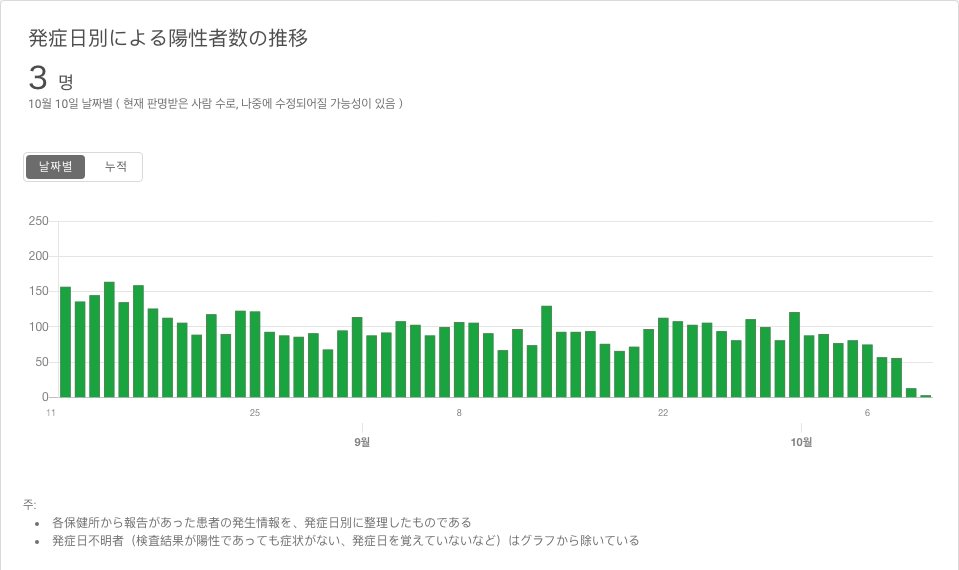 発症日別による陽性者数の推移
3 명
10월 10일 날짜별 ( 현재 판명받은 사람 수로, 나중에 수정되어질 가능성이 있음 )
날짜별 누적
250
200
150
100
50
0
11 25 8 22 6
9월 10월
주:
• 各保健所から報告があった患者の発生情報を、発症日別に整理したものである
• 発症日不明者（検査結果が陽性であっても症状がない、発症日を覚えていないなど）はグラフから除いている